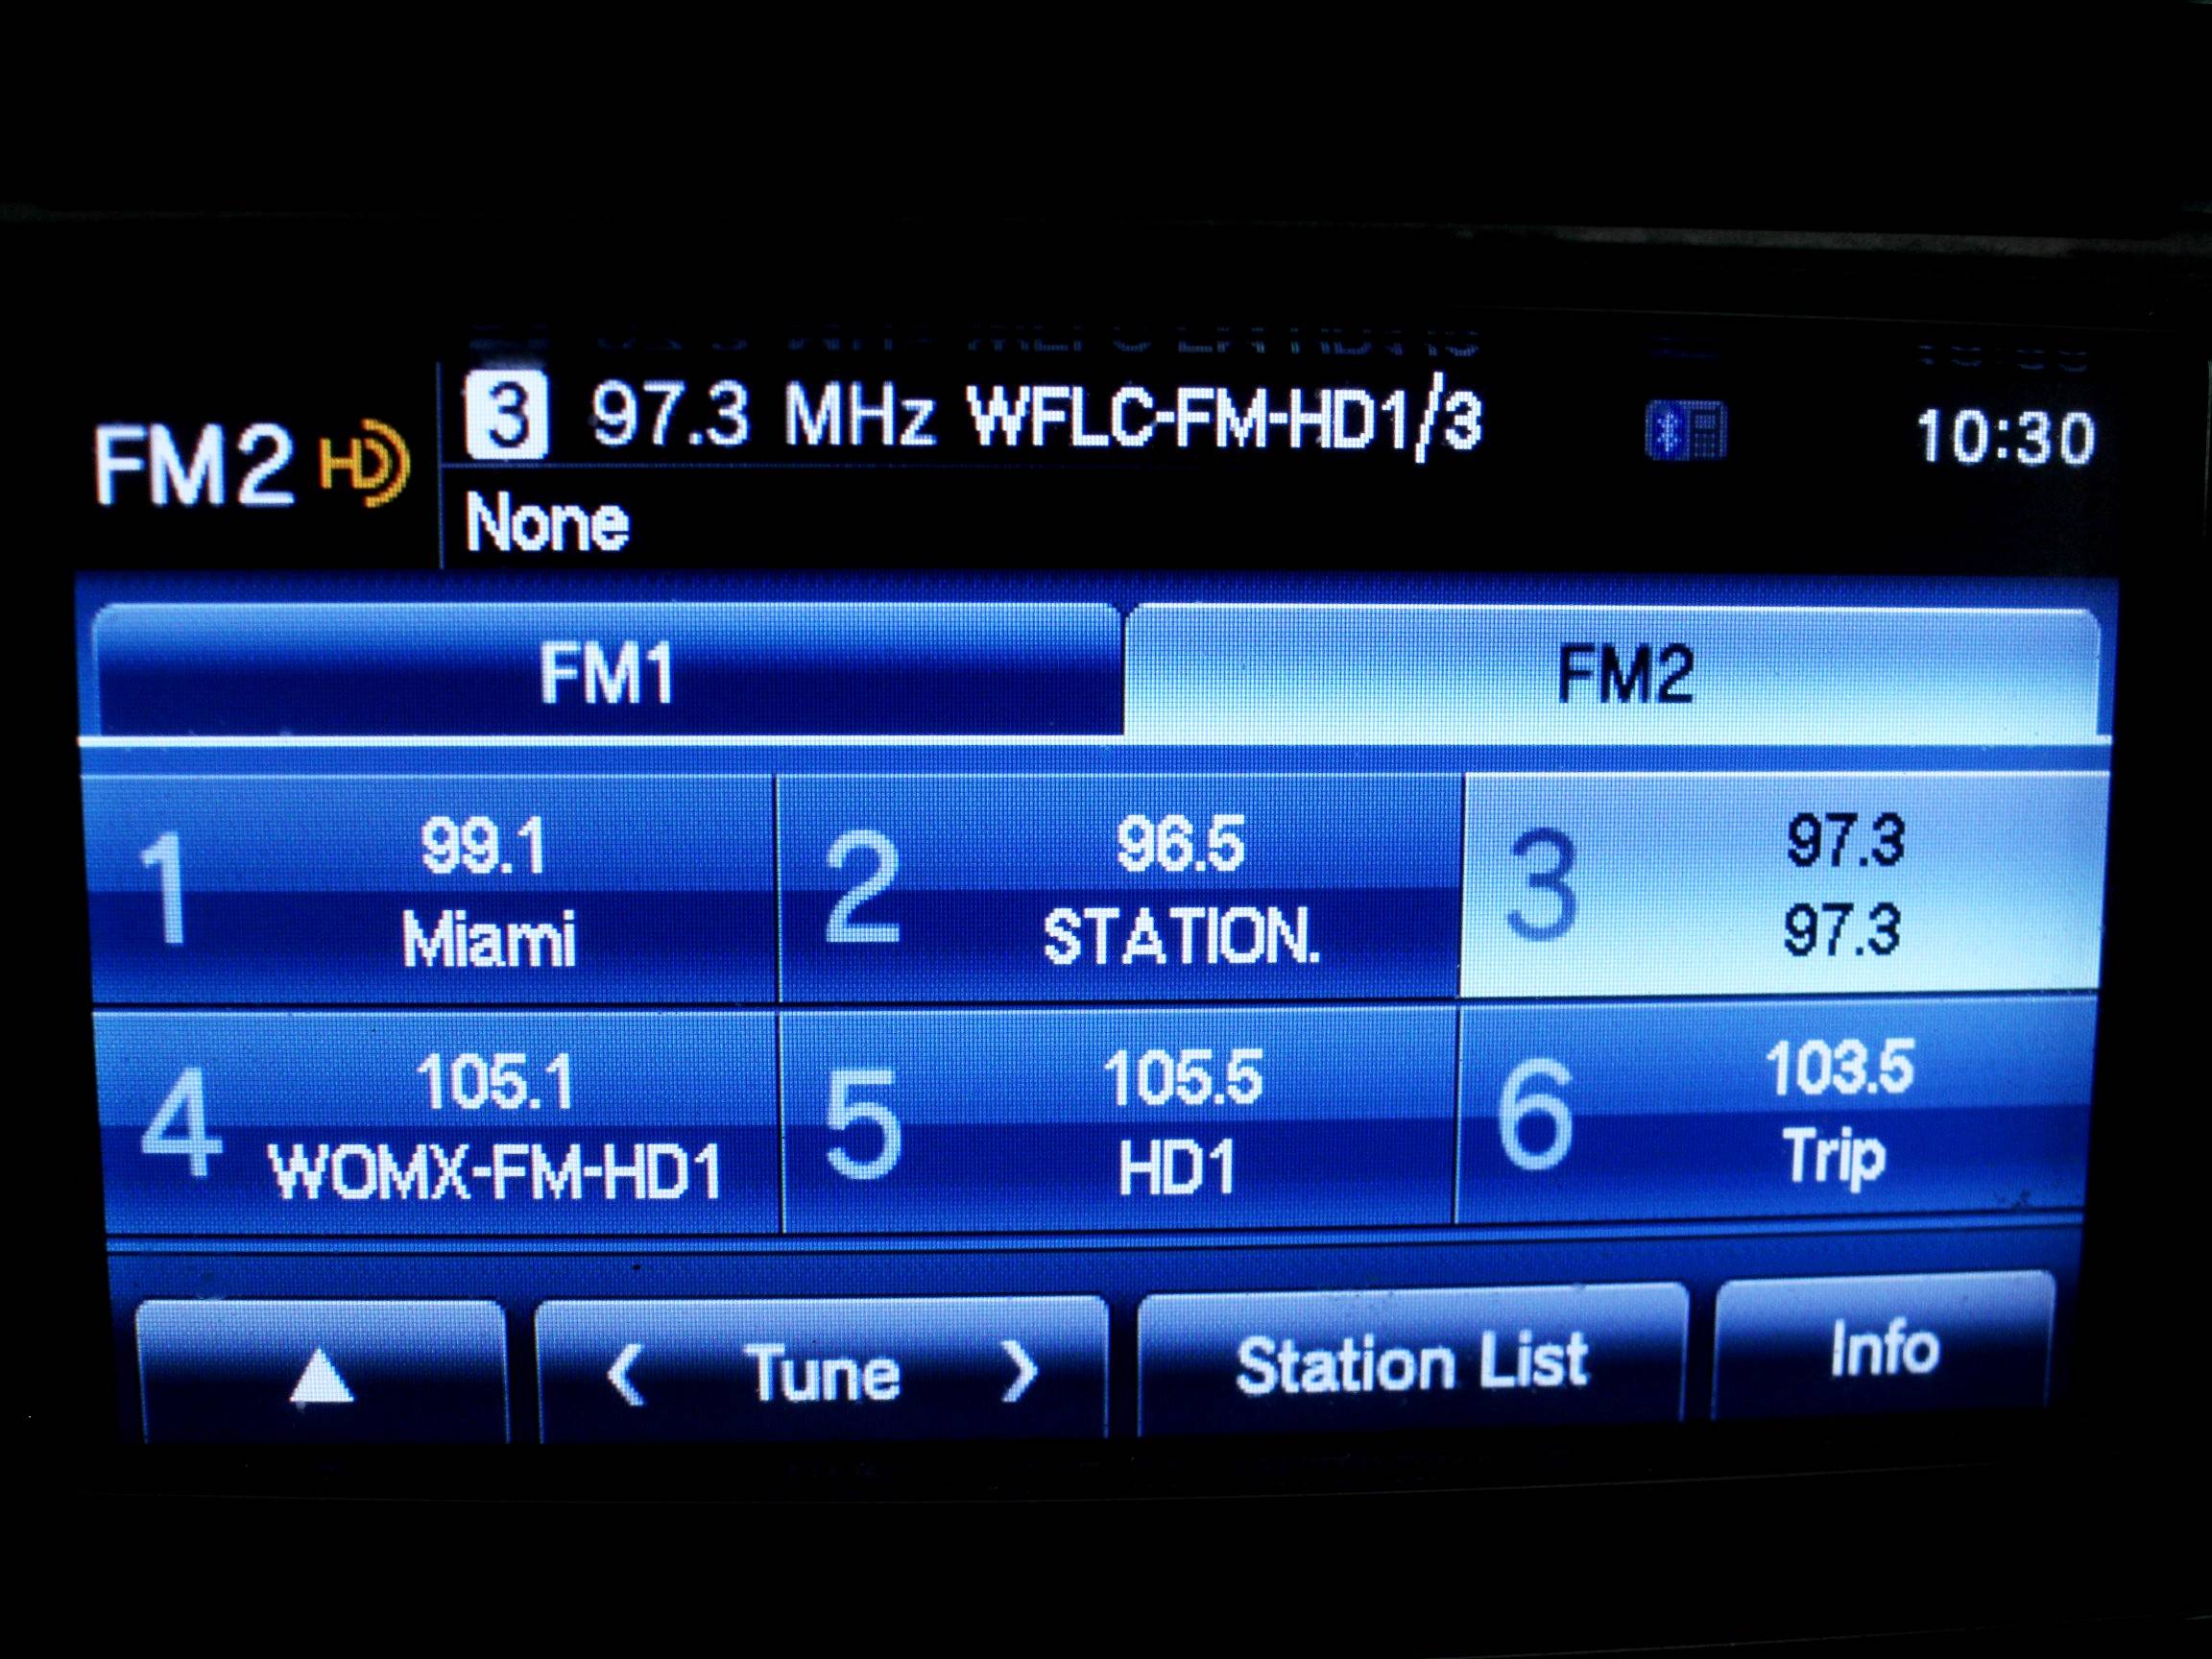 FM2 HD
3 97.3 MHz WFLC-FM-HD1/3
10:30
None
FM1
FM2
1
99.1
Miami
2
96.5
STATION.
3
97.3
97.3
4
105.1
WOMX-FM-HD1
5
105.5
HD1
6
103.5
Trip
Tune
Station List
Info